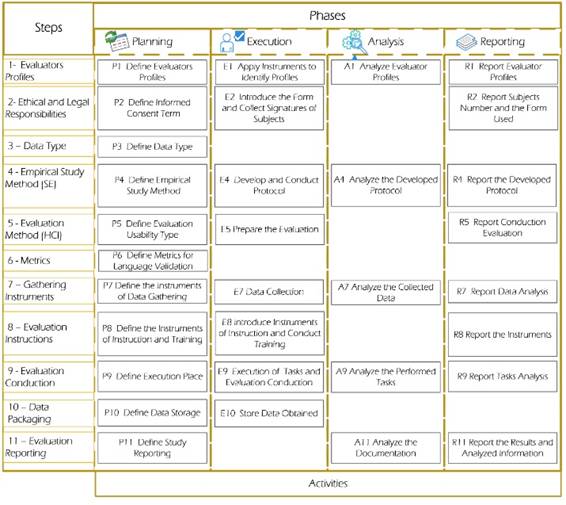 Steps
Phases
Planning
Execution
Analysis
Reporting
1- Evaluators
Profiles
P1 Define Evaluators
Profiles
E1 Apply Instruments to
Identify Profiles
A1 Analyze Evaluator
Profiles
R1 Report Evaluator
Profiles
2- Ethical and Legal
Responsibilities
P2 Define Informed
Consent Term
E2 Introduce the Form
and Collect Signatures of
Subjects
R2 Report Subjects
Number and the Form
Used
3 – Data Type
P3 Define Data Type
4 - Empirical Study
Method (SE)
P4 Define Empirical
Study Method
E4 Develop and Conduct
Protocol
A4 Analyze the Developed
Protocol
R4 Report the Developed
Protocol
5 - Evaluation
Method (HCI)
P5 Define Evaluation
Usability Type
E5 Prepare the Evaluation
R5 Report Conduction
Evaluation
6 - Metrics
P6 Define Metrics for
Language Validation
7 – Gathering
Instruments
P7 Define the Instruments
of Data Gathering
E7 Data Collection
A7 Analyze the Collected
Data
R7 Report Data Analysis
8 – Evaluation
Instructions
P8 Define the Instruments
of Instruction and Training
E8 Introduce Instruments
of Instruction and Conduct
Training
R8 Report the Instruments
9 - Evaluation
Conduction
P9 Define Execution Place
E9 Execution of Tasks and
Evaluation Conduction
A9 Analyze the Performed
Tasks
R9 Report Tasks Analysis
10 – Data
Packaging
P10 Define Data Storage
E10 Store Data Obtained
11 – Evaluation
Reporting
P11 Define Study
Reporting
A11 Analyze the
Documentation
R11 Report the Results and
Analyzed Information
Activities